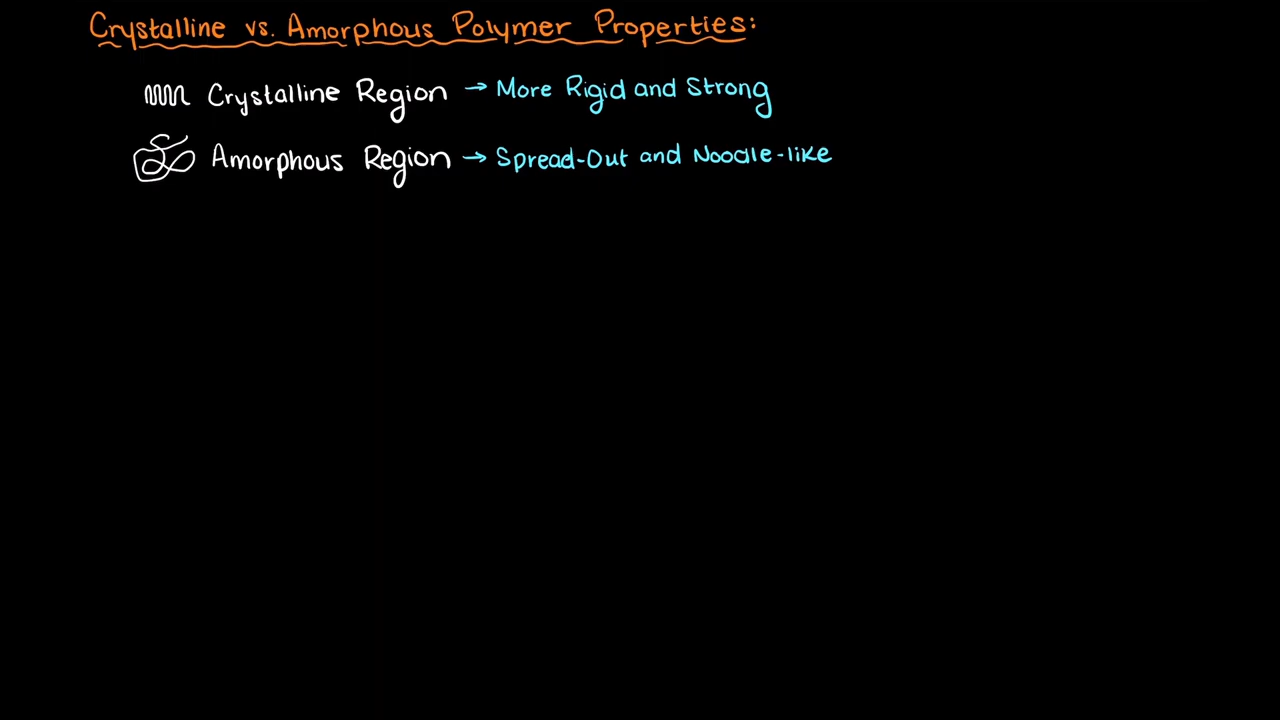 Crystalline vs. Amorphous Polymer Properties:
Crystalline Region → More Rigid and Strong
Amorphous Region → Spread-Out and Noodle-like